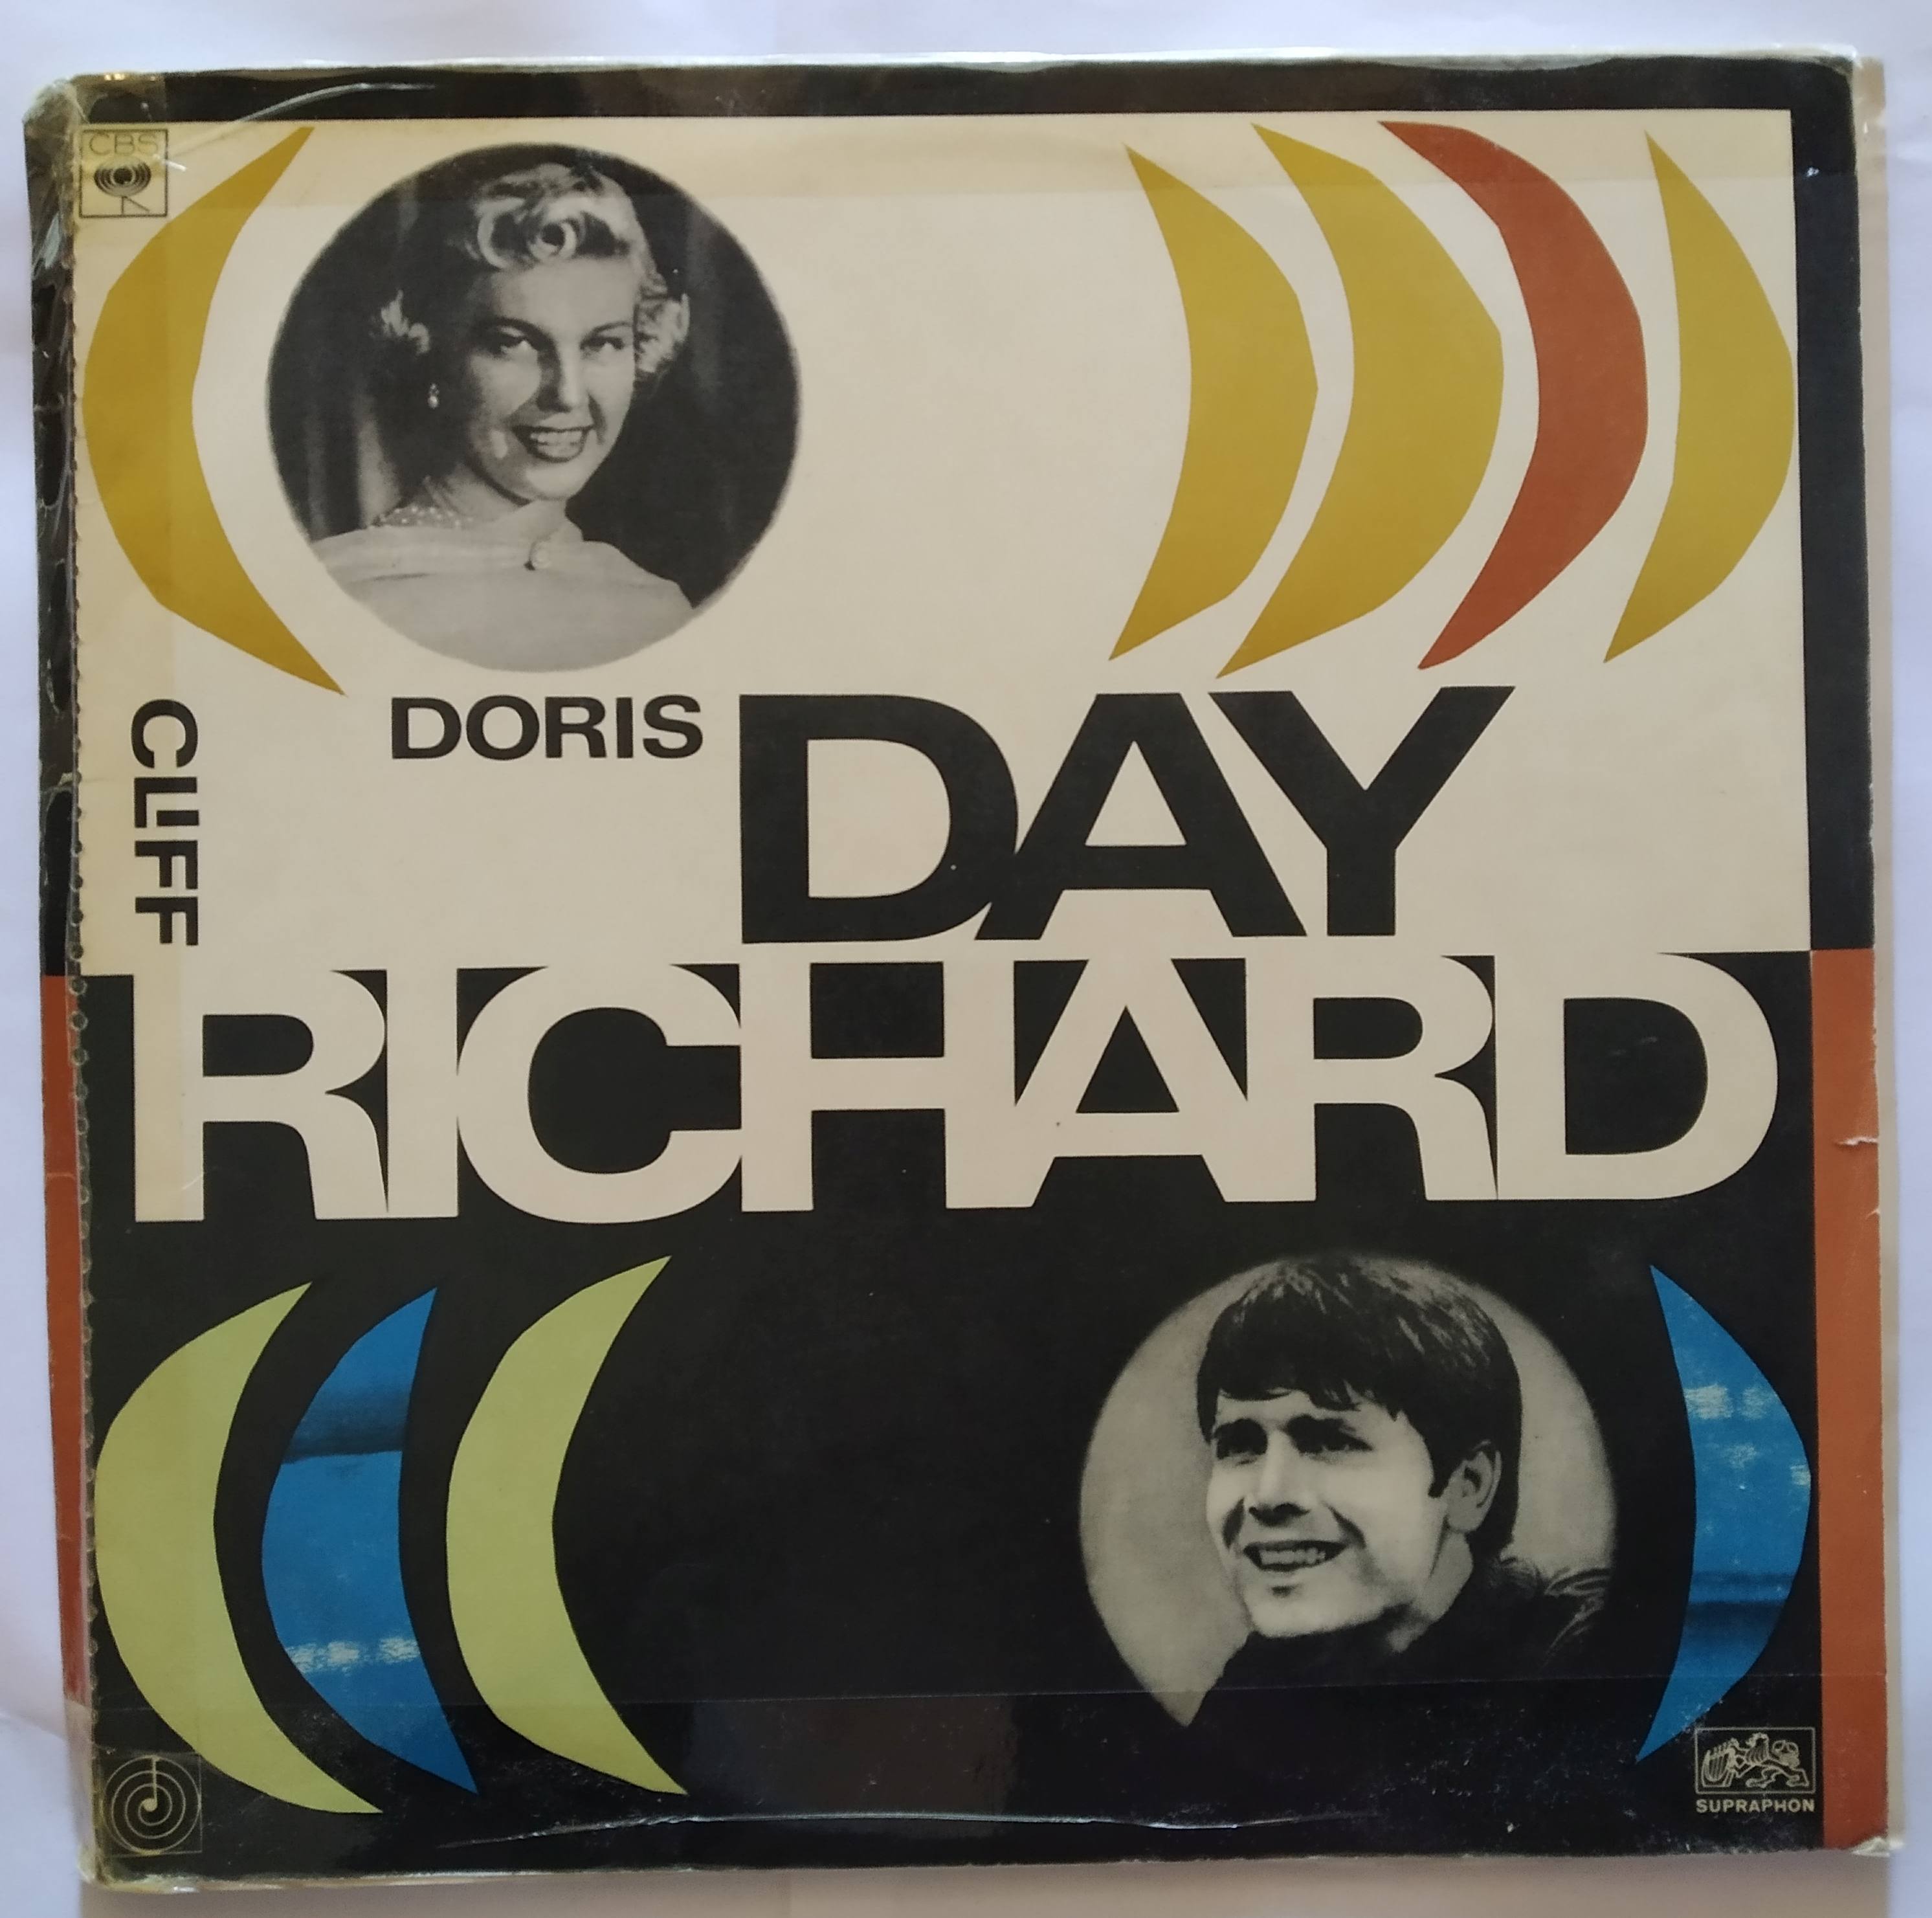 CBS
DORIS DAY
CLIFF
RICHARD
SUPRAPHON